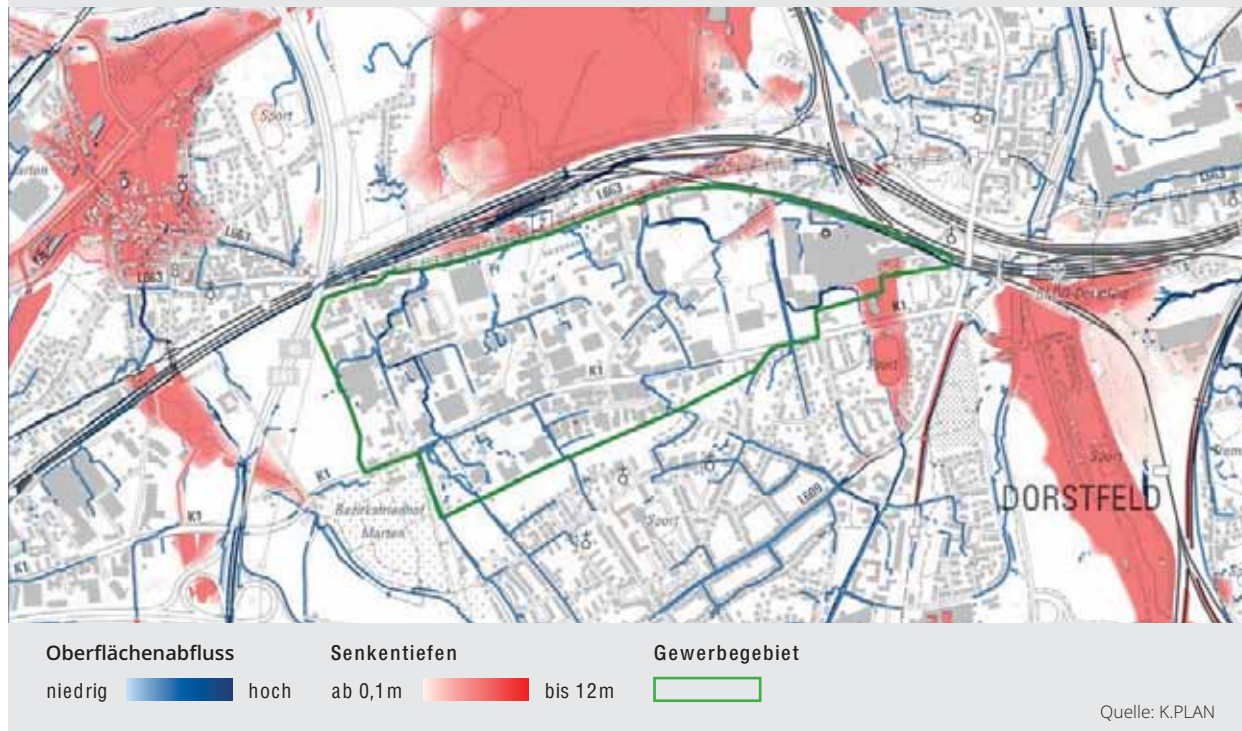 Sport
L663
L663
L663
L663
K1
K1
K1
K1
K1
L609
Sport
Sport
Sport
Bezirksfriedhof
Marten
DORSTFELD
Oberflächenabfluss
niedrig
hoch
Senkentiefen
ab 0,1m
bis 12m
Gewerbegebiet
Quelle: K.PLAN